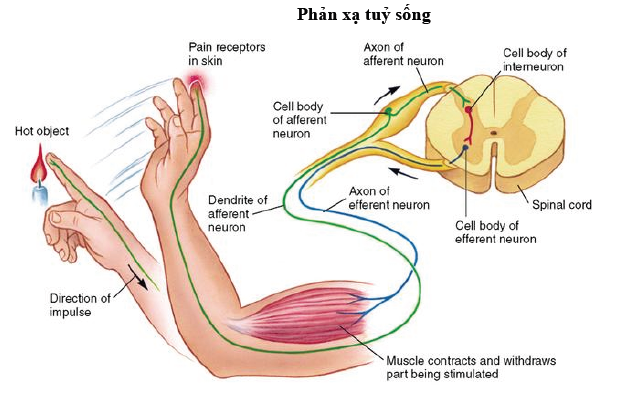 Phản xạ tuỷ sống
Pain receptors
in skin
Axon of
afferent neuron
Cell body of
interneuron
Cell body
of afferent
neuron
Hot object
Dendrite of
afferent
neuron
Axon of
efferent neuron
Spinal cord
Cell body of
efferent neuron
Direction of
impulse
Muscle contracts and withdraws
part being stimulated